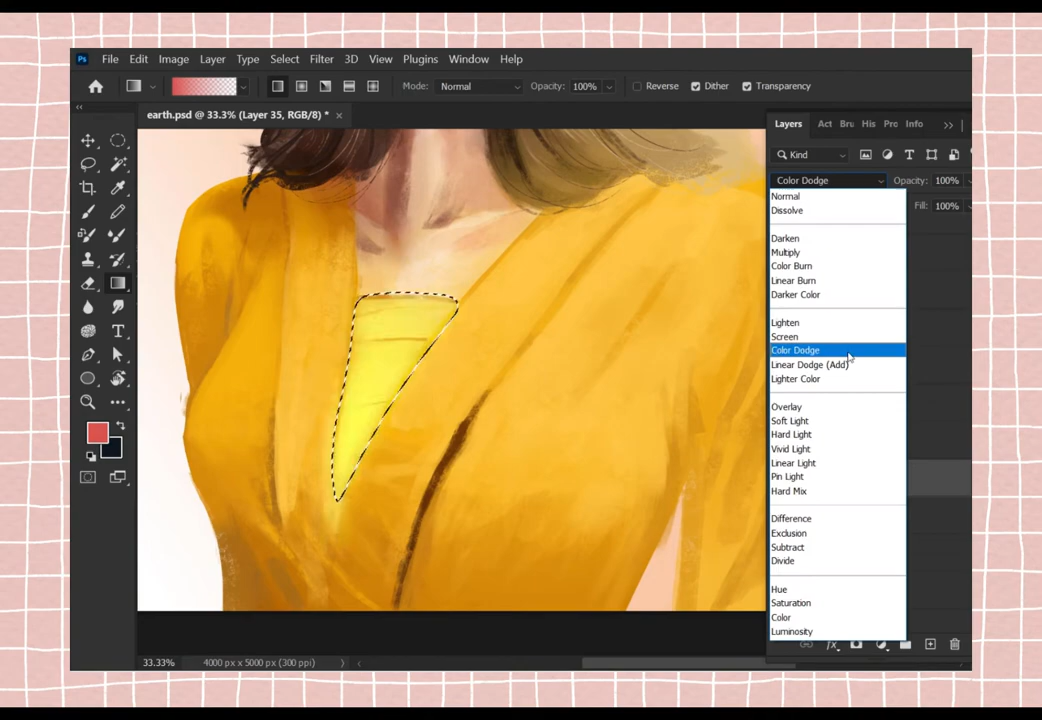 Ps File Edit Image Layer Type Select Filter 3D View Plugins Window Help
Mode: Normal Opacity: 100% Reverse Dither Transparency
earth.psd @ 33.3% (Layer 35, RGB/8) * ×
Layers Act Bru His Pro Info
Kind
Color Dodge Opacity: 100%
Fill: 100%
Normal
Dissolve
Darken
Multiply
Color Burn
Linear Burn
Darker Color
Lighten
Screen
Color Dodge
Linear Dodge (Add)
Lighter Color
Overlay
Soft Light
Hard Light
Vivid Light
Linear Light
Pin Light
Hard Mix
Difference
Exclusion
Subtract
Divide
Hue
Saturation
Color
Luminosity
fx
33.33% 4000 px x 5000 px (300 ppi)